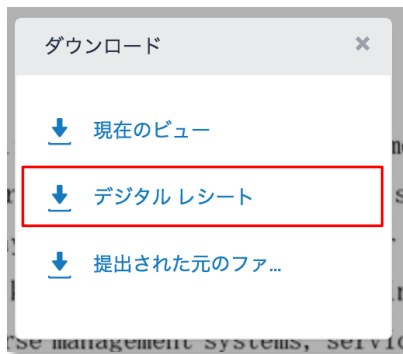 ダウンロード ×
現在のビュー
デジタル レシート
提出された元のファ...
rse management systems, servic